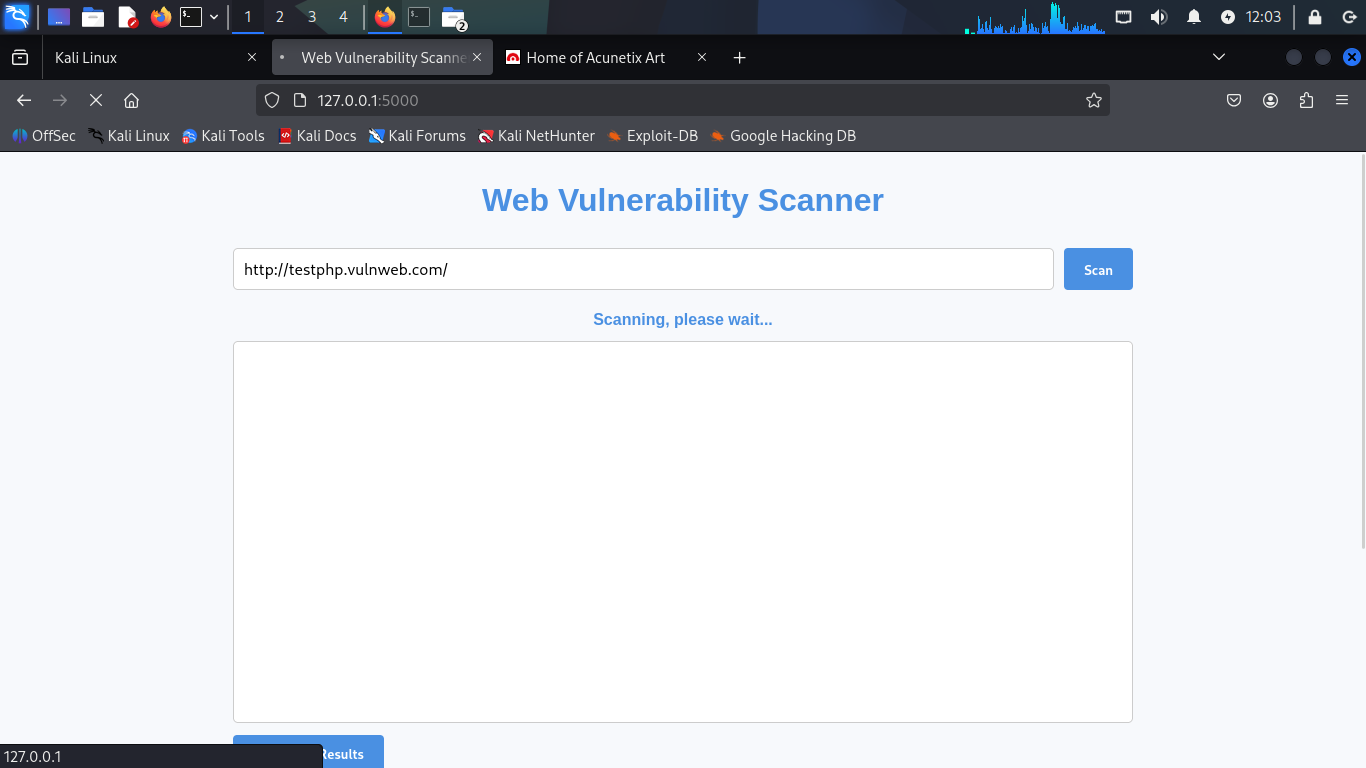 1 2 3 4 2 12:03
Kali Linux Web Vulnerability Scanne Home of Acunetix Art
127.0.0.1:5000
OffSec Kali Linux Kali Tools Kali Docs Kali Forums Kali NetHunter Exploit-DB Google Hacking DB
Web Vulnerability Scanner
http://testphp.vulnweb.com/ Scan
Scanning, please wait...
Results
127.0.0.1